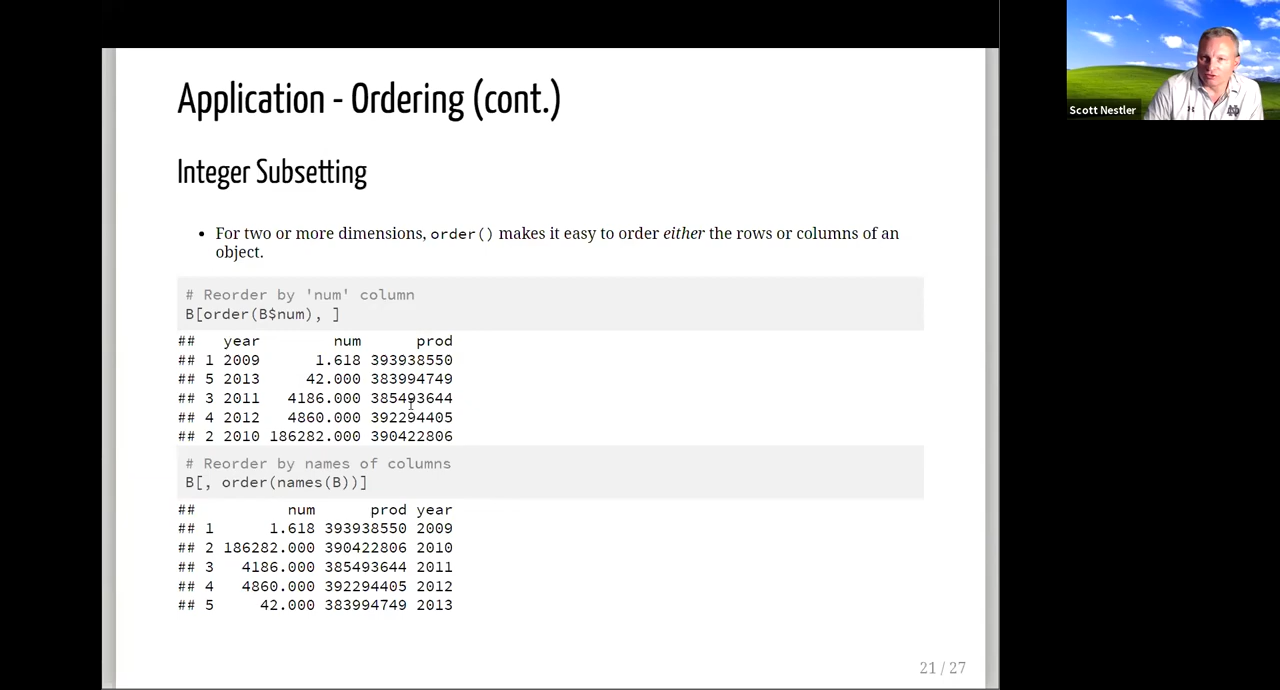 Application - Ordering (cont.)
Scott Nestler
Integer Subsetting
• For two or more dimensions, order() makes it easy to order either the rows or columns of an
object.
# Reorder by 'num' column
B[order(B$num), ]
##   year        num      prod
## 1 2009      1.618 393938550
## 5 2013     42.000 383994749
## 3 2011   4186.000 385493644
## 4 2012   4860.000 392294405
## 2 2010 186282.000 390422806
# Reorder by names of columns
B[, order(names(B))]
##          num      prod year
## 1      1.618 393938550 2009
## 2 186282.000 390422806 2010
## 3   4186.000 385493644 2011
## 4   4860.000 392294405 2012
## 5     42.000 383994749 2013
21 / 27